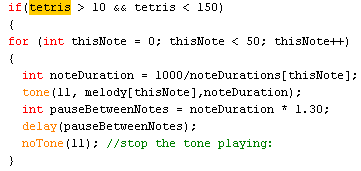 if(tetris > 10 && tetris < 150)
{
for (int thisNote = 0; thisNote < 50; thisNote++)
{
int noteDuration = 1000/noteDurations[thisNote];
tone(11, melody[thisNote],noteDuration);
int pauseBetweenNotes = noteDuration * 1.30;
delay(pauseBetweenNotes);
noTone(11); //stop the tone playing:
}